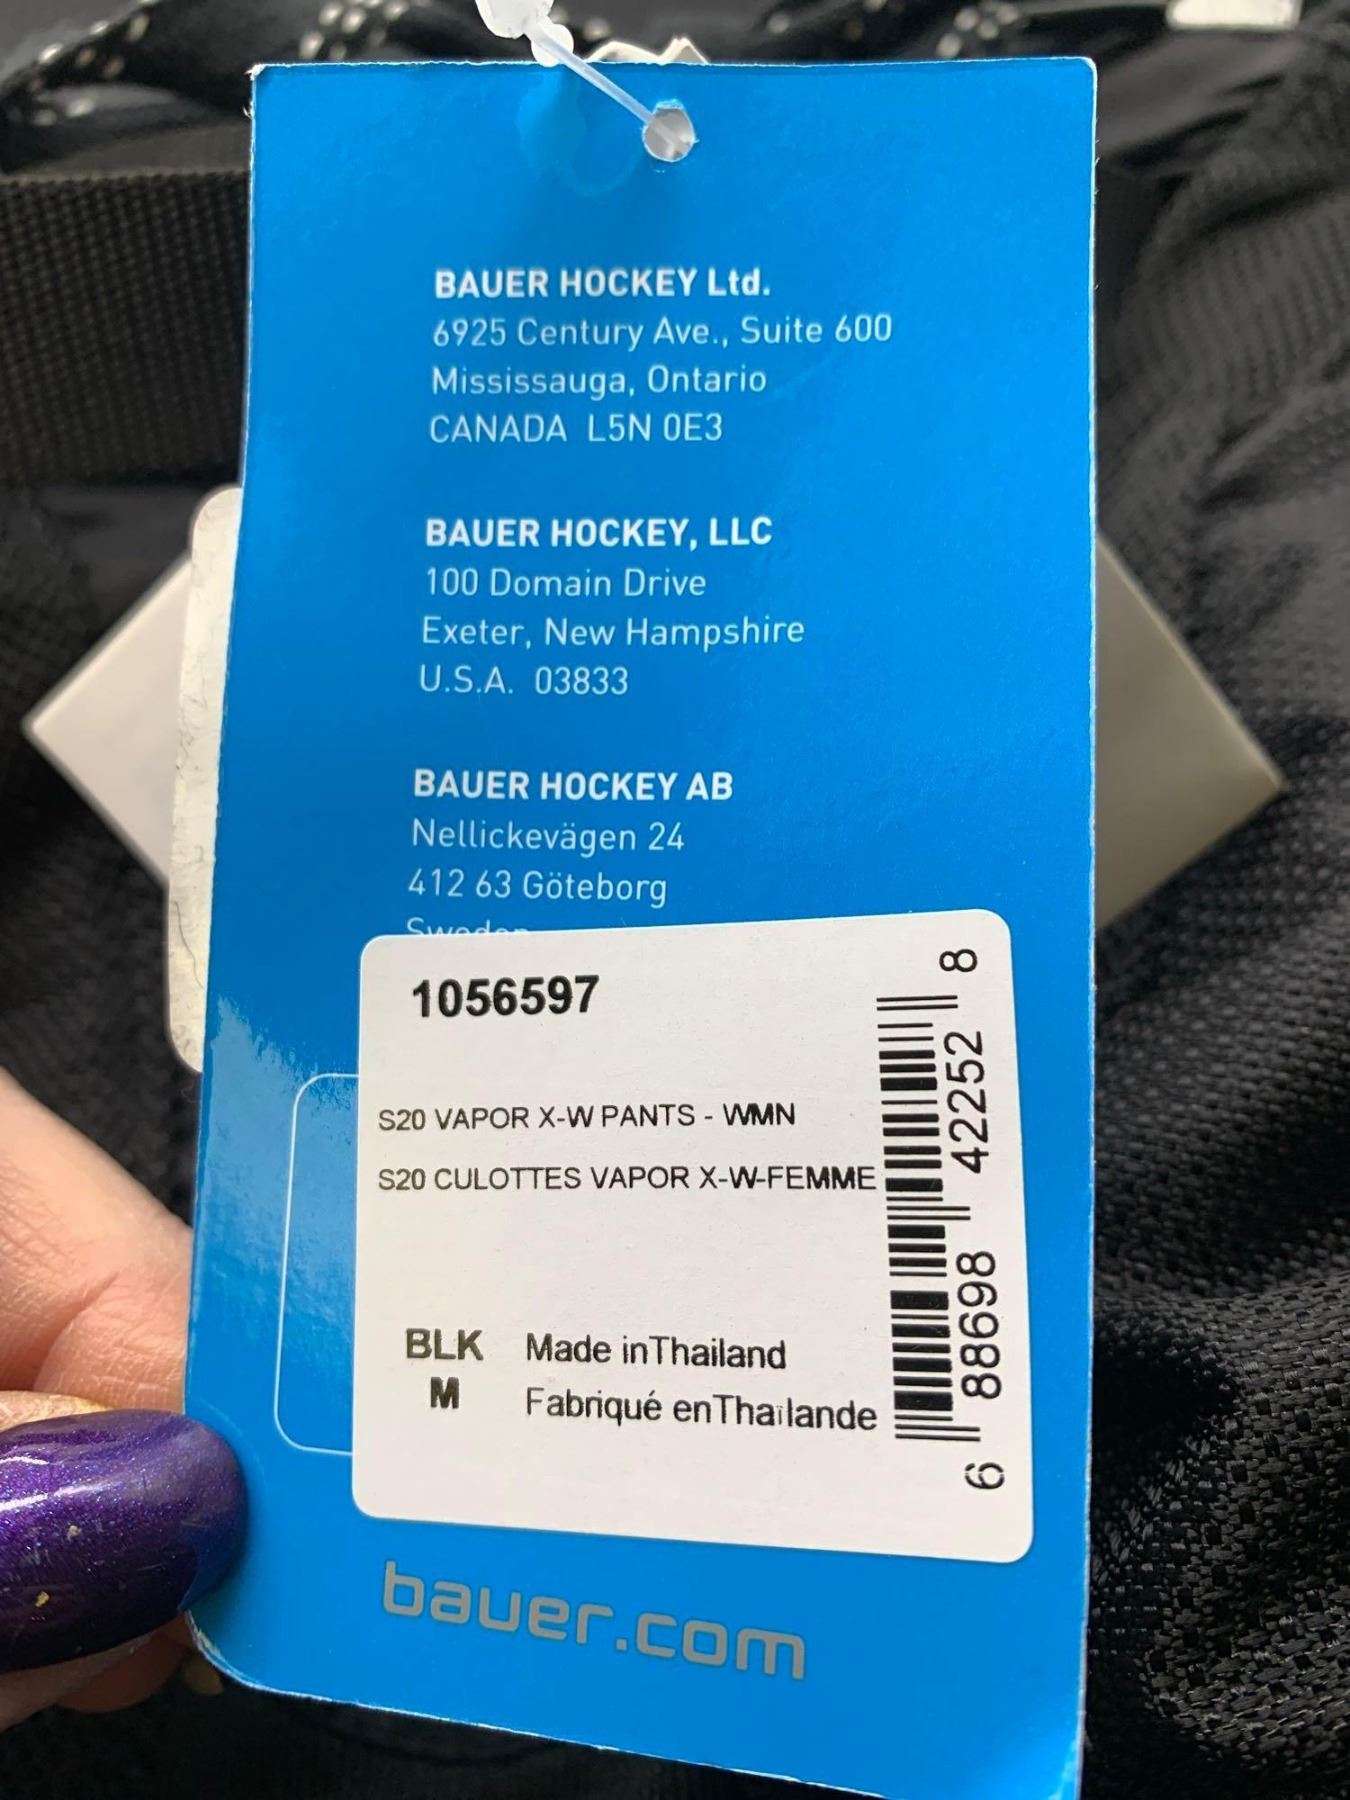 BAUER HOCKEY Ltd.
6925 Century Ave., Suite 600
Mississauga, Ontario
CANADA L5N 0E3
BAUER HOCKEY, LLC
100 Domain Drive
Exeter, New Hampshire
U.S.A. 03833
BAUER HOCKEY AB
Nellickevägen 24
412 63 Göteborg
Sweden
1056597
S20 VAPOR X-W PANTS - WMN
S20 CULOTTES VAPOR X-W-FEMME
BLK Made inThailand
M Fabriqué enThaïlande
6 88698 42252 8
bauer.com